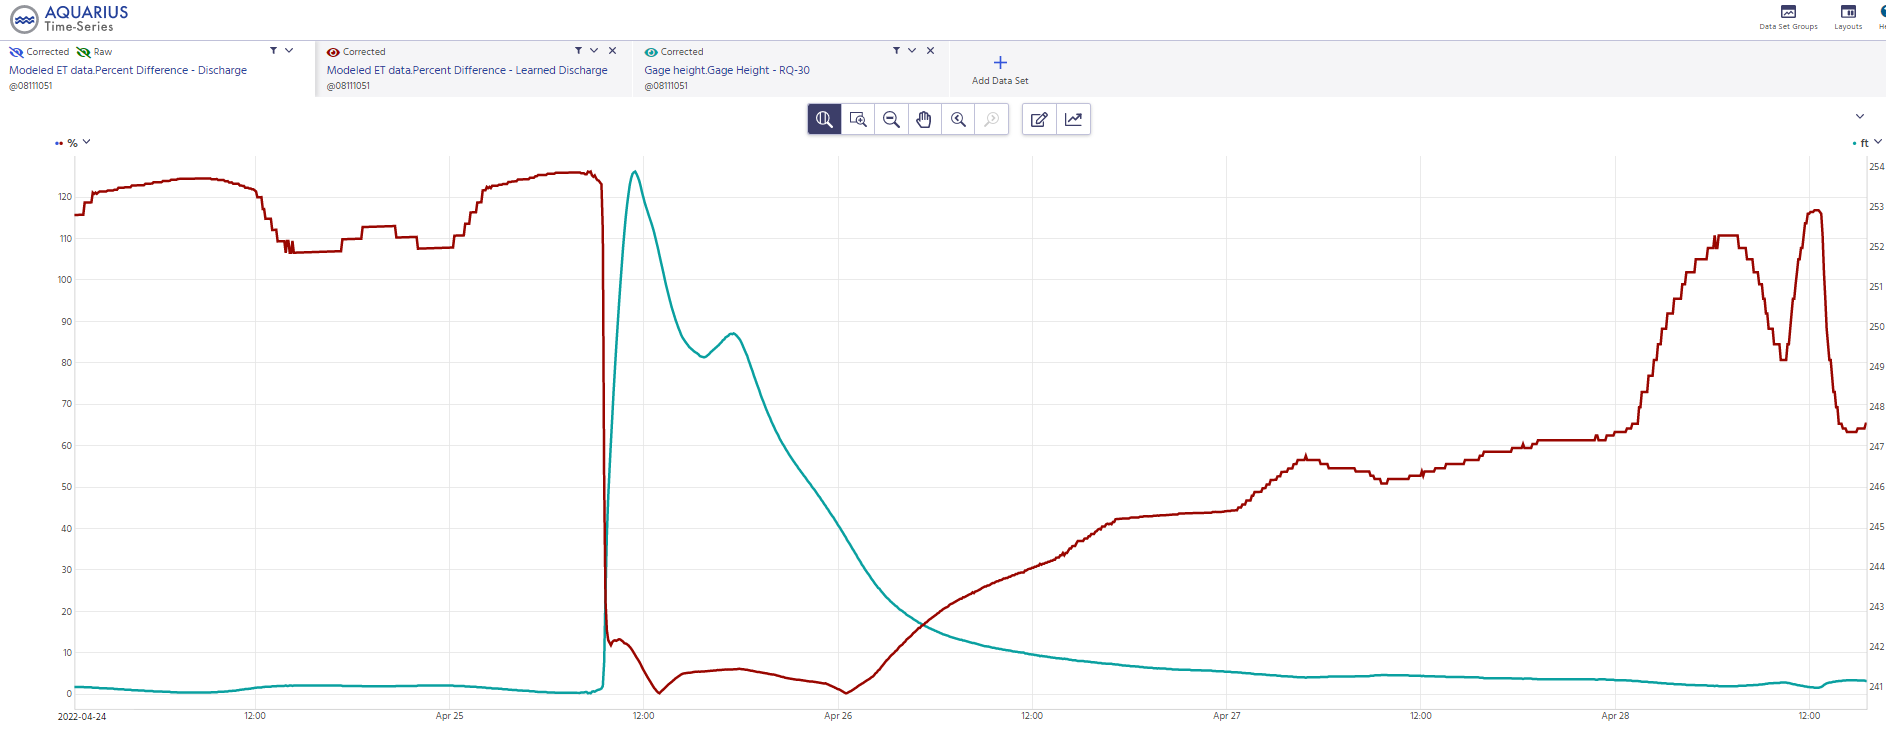 AQUARIUS
Time-Series
Data Set Groups
Layouts
Corrected Raw
Modeled ET data.Percent Difference - Discharge
@08111051
Corrected
Modeled ET data.Percent Difference - Learned Discharge
@08111051
Corrected
Gage height.Gage Height - RQ-30
@08111051
Add Data Set
%
ft
120
110
100
90
80
70
60
50
40
30
20
10
0
254
253
252
251
250
249
248
247
246
245
244
243
242
241
2022-04-24
12:00
Apr 25
12:00
Apr 26
12:00
Apr 27
12:00
Apr 28
12:00